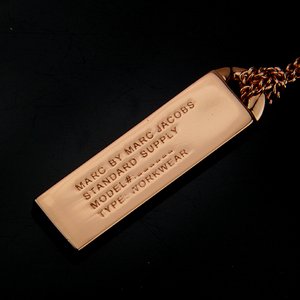 MARC BY MARC JACOBS
STANDARD SUPPLY
MODEL#.-------
TYPE. WORKWEAR